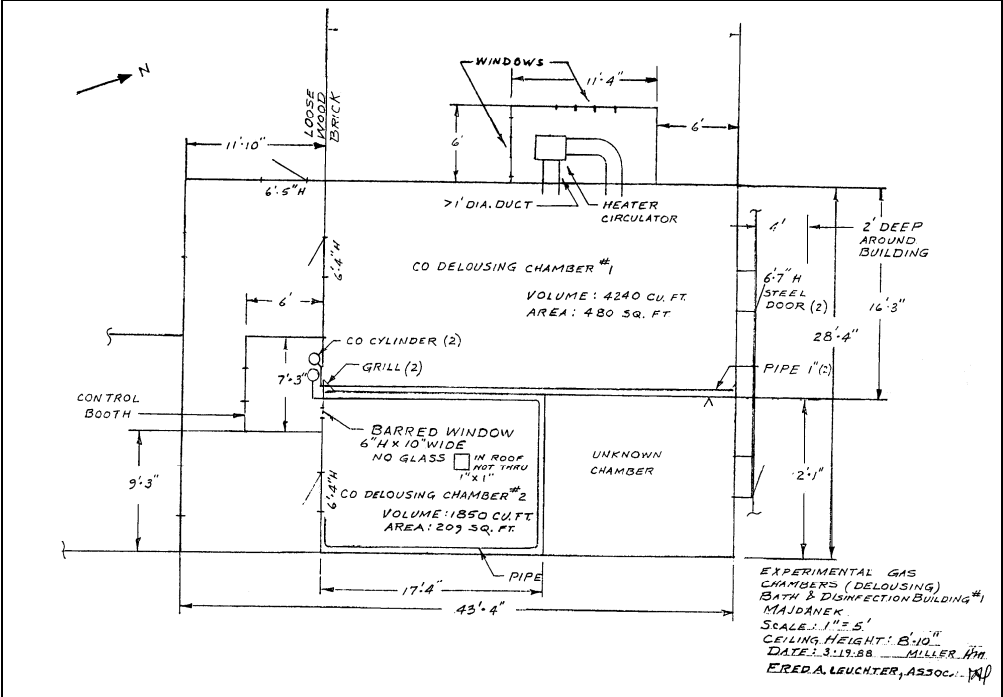 N
WINDOWS
11'-4"
LOOSE
WOOD
BRICK
6'
6'
11'-10"
6'-5"H
>1' DIA. DUCT
HEATER
CIRCULATOR
4'
2' DEEP
AROUND
BUILDING
6'4"H
CO DELOUSING CHAMBER #1
VOLUME: 4240 CU. FT.
AREA: 480 SQ. FT
6'-7" H
STEEL
DOOR (2)
16'-3"
28'-4"
6'
CO CYLINDER (2)
GRILL (2)
PIPE 1" (2)
7'-3"
CONTROL
BOOTH
BARRED WINDOW
6"H X 10" WIDE
NO GLASS
IN ROOF
NOT THRU
1" X 1"
UNKNOWN
CHAMBER
9'-3"
6'-4"H
CO DELOUSING CHAMBER #2
VOLUME: 1850 CU. FT.
AREA: 209 SQ. FT.
2'-1"
PIPE
17'-4"
43'-4"
EXPERIMENTAL GAS
CHAMBERS (DELOUSING)
BATH & DISINFECTION BUILDING #1
MAJDANEK
SCALE: 1" = 5'
CEILING HEIGHT: 8'-10"
DATE: 3-19-88 MILLER
FRED A. LEUCHTER, ASSOC.